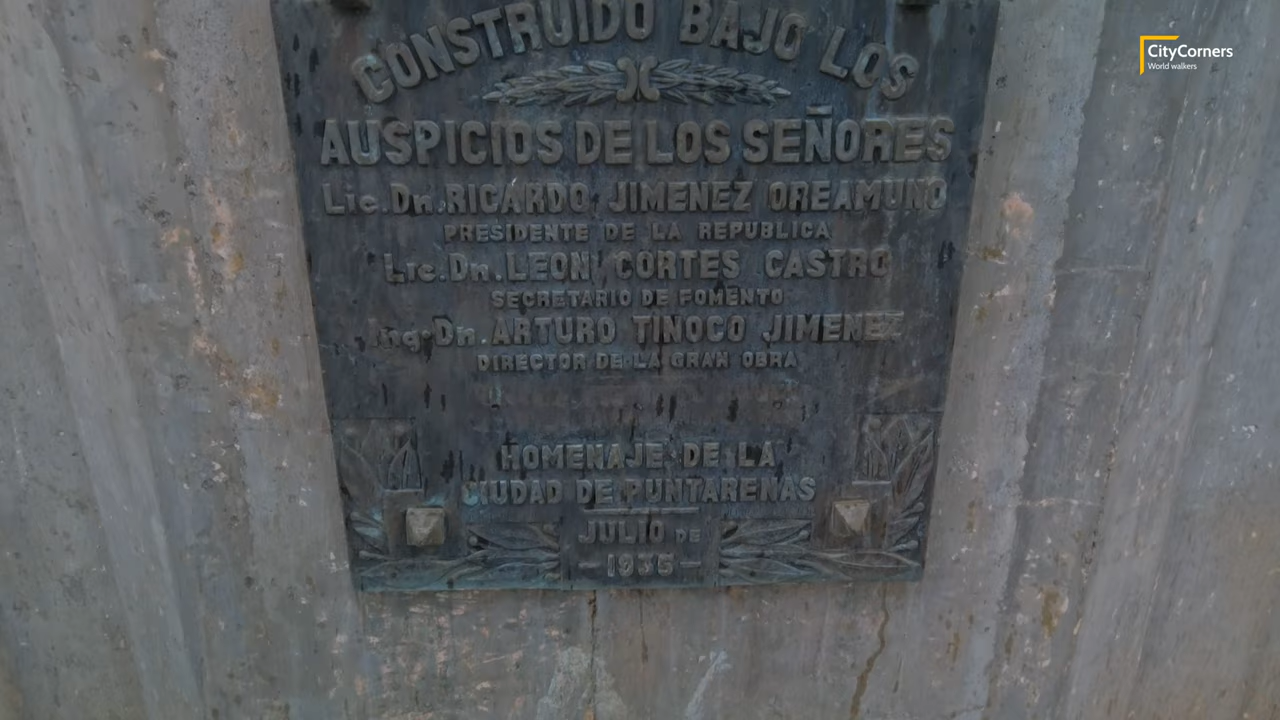 CityCorners
World walkers
CONSTRUIDO BAJO LOS
AUSPICIOS DE LOS SEÑORES
Lic. Dn. RICARDO JIMENEZ OREAMUNO
PRESIDENTE DE LA REPUBLICA
Lic. Dn. LEON CORTES CASTRO
SECRETARIO DE FOMENTO
Ing. Dn. ARTURO TINOCO JIMENEZ
DIRECTOR DE LA GRAN OBRA
HOMENAJE DE LA
CIUDAD DE PUNTARENAS
JULIO DE
1935